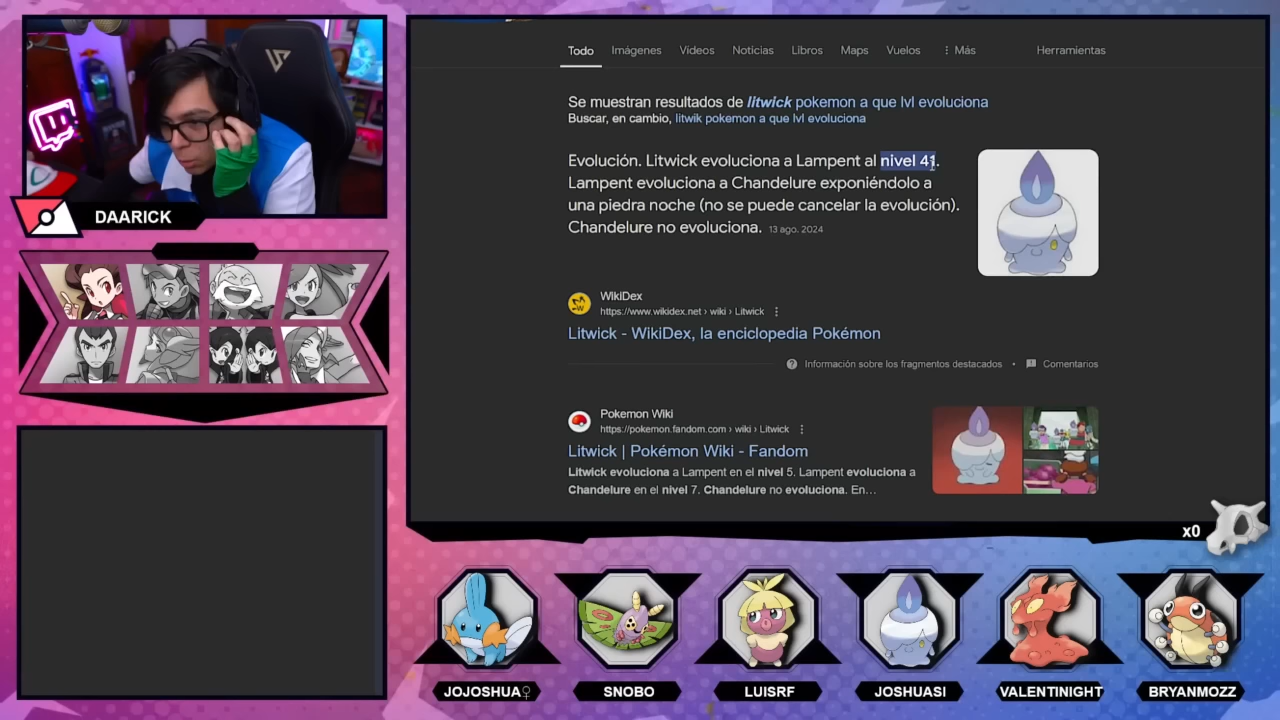 Todo Imágenes Vídeos Noticias Libros Maps Vuelos ⋮ Más Herramientas
Se muestran resultados de litwick pokemon a que lvl evoluciona
Buscar, en cambio, litwik pokemon a que lvl evoluciona
Evolución. Litwick evoluciona a Lampent al nivel 41.
Lampent evoluciona a Chandelure exponiéndolo a
una piedra noche (no se puede cancelar la evolución).
Chandelure no evoluciona. 13 ago. 2024
WikiDex
https://www.wikidex.net › wiki › Litwick
Litwick - WikiDex, la enciclopedia Pokémon
Información sobre los fragmentos destacados • Comentarios
Pokemon Wiki
https://pokemon.fandom.com › wiki › Litwick
Litwick | Pokémon Wiki - Fandom
Litwick evoluciona a Lampent en el nivel 5. Lampent evoluciona a
Chandelure en el nivel 7. Chandelure no evoluciona. En…
DAARICK
x0
JOJOSHUA♀
SNOBO
LUISRF
JOSHUASI
VALENTINIGHT
BRYANMOZZ